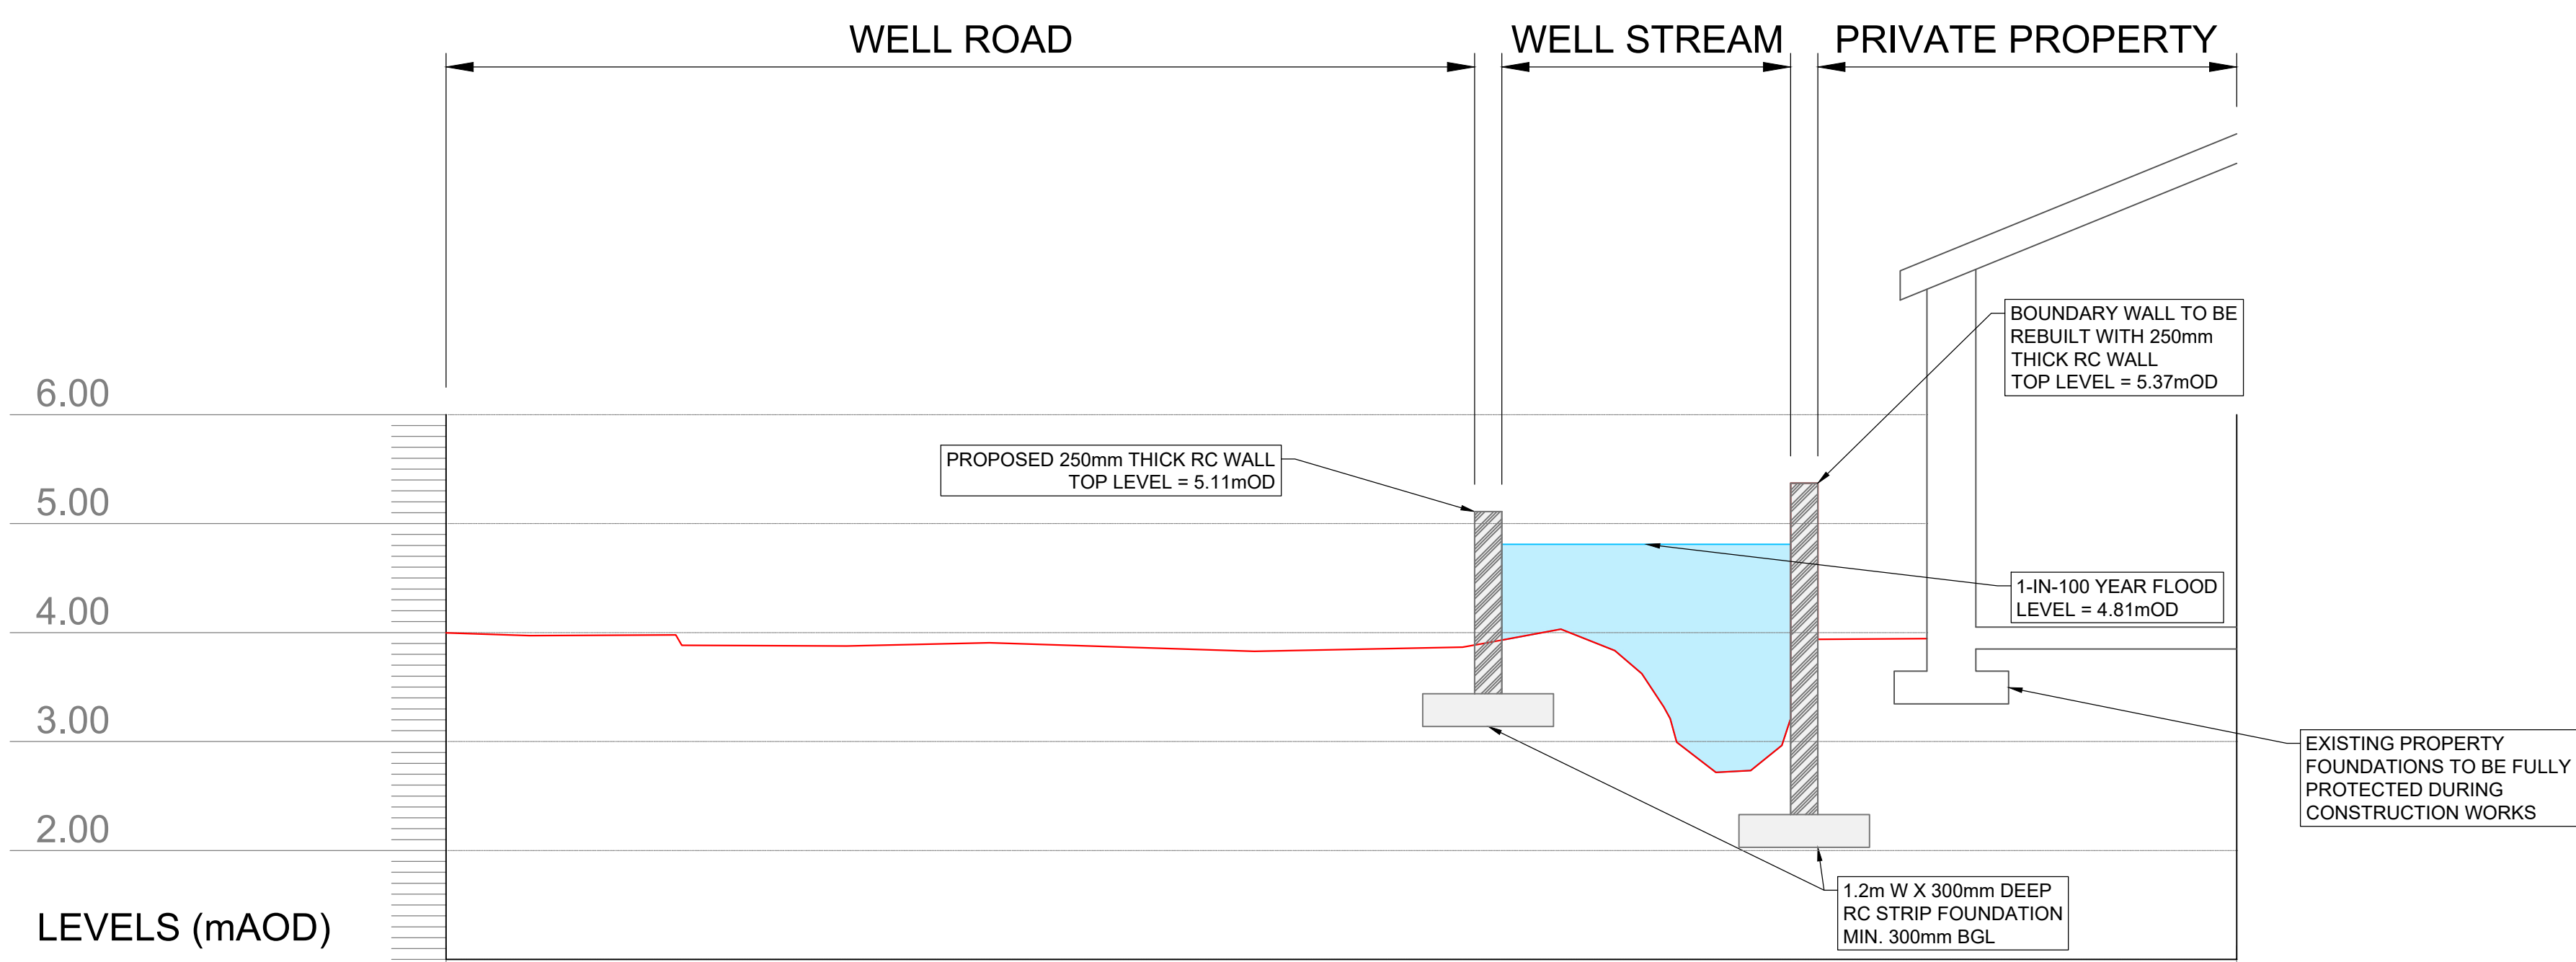 WELL ROAD
WELL STREAM
PRIVATE PROPERTY
BOUNDARY WALL TO BE
REBUILT WITH 250mm
THICK RC WALL
TOP LEVEL = 5.37mOD
6.00
PROPOSED 250mm THICK RC WALL
TOP LEVEL = 5.11mOD
5.00
1-IN-100 YEAR FLOOD
LEVEL = 4.81mOD
4.00
3.00
EXISTING PROPERTY
FOUNDATIONS TO BE FULLY
PROTECTED DURING
CONSTRUCTION WORKS
2.00
1.2m W X 300mm DEEP
RC STRIP FOUNDATION
MIN. 300mm BGL
LEVELS (mAOD)